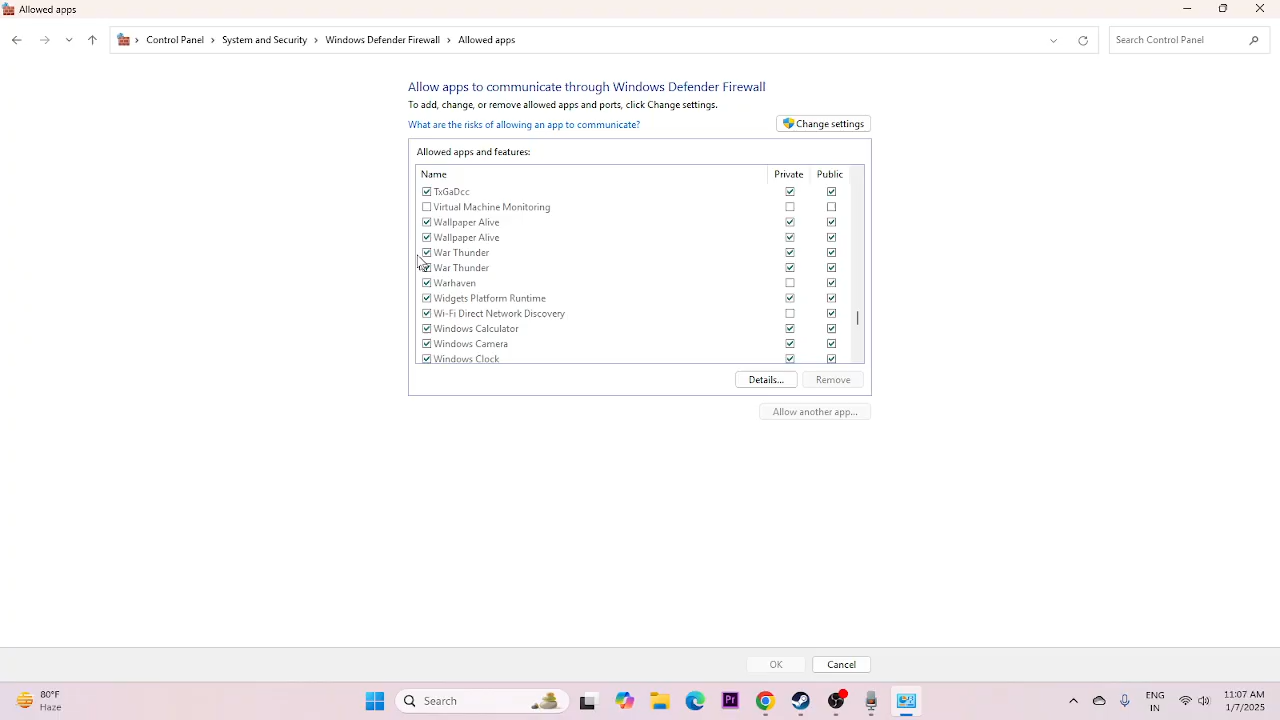 Allowed apps
Control Panel > System and Security > Windows Defender Firewall > Allowed apps
Search Control Panel
Allow apps to communicate through Windows Defender Firewall
To add, change, or remove allowed apps and ports, click Change settings.
What are the risks of allowing an app to communicate?
Change settings
Allowed apps and features:
Name Private Public
TxGaDcc
Virtual Machine Monitoring
Wallpaper Alive
Wallpaper Alive
War Thunder
War Thunder
Warhaven
Widgets Platform Runtime
Wi-Fi Direct Network Discovery
Windows Calculator
Windows Camera
Windows Clock
Details... Remove
Allow another app...
OK Cancel
80°F
Haze
Search
Pr
ENG
IN
11:07 AM
1/7/2025